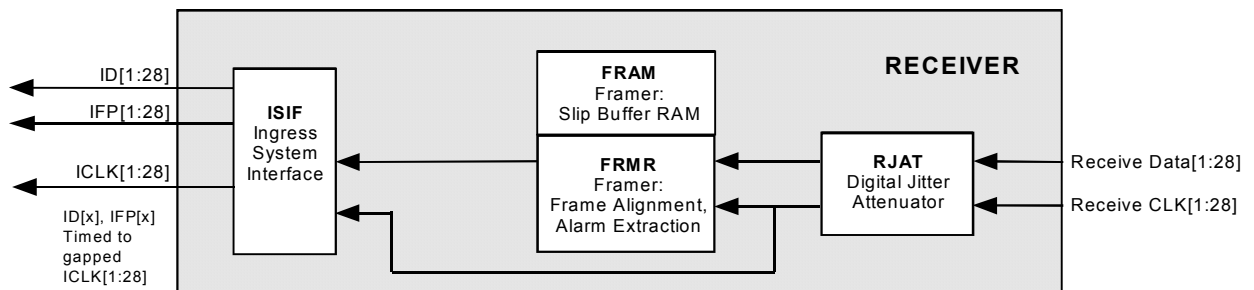 ID[1:28]
IFP[1:28]
ICLK[1:28]
ID[x], IFP[x]
Timed to
gapped
ICLK[1:28]
ISIF
Ingress
System
Interface
FRAM
Framer:
Slip Buffer RAM
FRMR
Framer:
Frame Alignment,
Alarm Extraction
RECEIVER
RJAT
Digital Jitter
Attenuator
Receive Data[1:28]
Receive CLK[1:28]